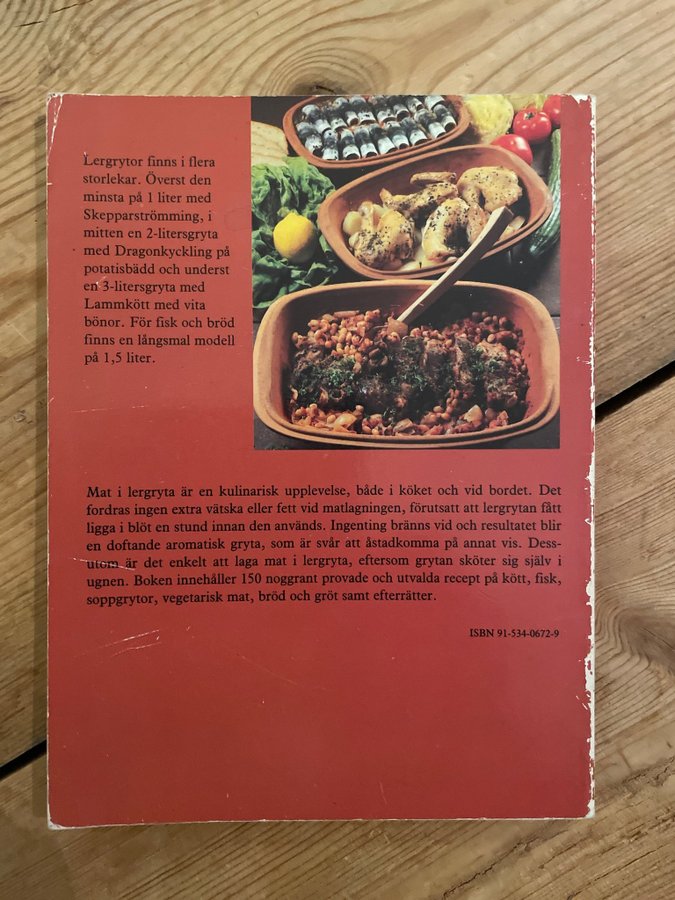 Lergrytor finns i flera
storlekar. Överst den
minsta på 1 liter med
Skepparströmming, i
mitten en 2-litersgryta
med Dragonkyckling på
potatisbädd och underst
en 3-litersgryta med
Lammkött med vita
bönor. För fisk och bröd
finns en långsmal modell
på 1,5 liter.
Mat i lergryta är en kulinarisk upplevelse, både i köket och vid bordet. Det
fordras ingen extra vätska eller fett vid matlagningen, förutsatt att lergrytan fått
ligga i blöt en stund innan den används. Ingenting bränns vid och resultatet blir
en doftande aromatisk gryta, som är svår att åstadkomma på annat vis. Dess-
utom är det enkelt att laga mat i lergryta, eftersom grytan sköter sig själv i
ugnen. Boken innehåller 150 noggrant provade och utvalda recept på kött, fisk,
soppgrytor, vegetarisk mat, bröd och gröt samt efterrätter.
ISBN 91-534-0672-9